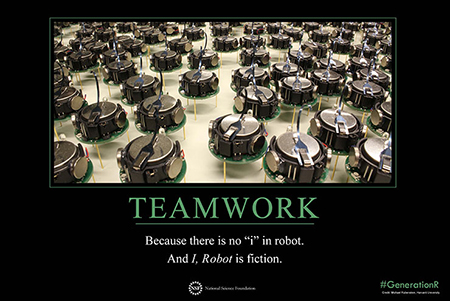 TEAMWORK
Because there is no “i” in robot.
And I, Robot is fiction.
NSF
National Science Foundation
#GenerationR
Credit: Michael Rubenstein, Harvard University